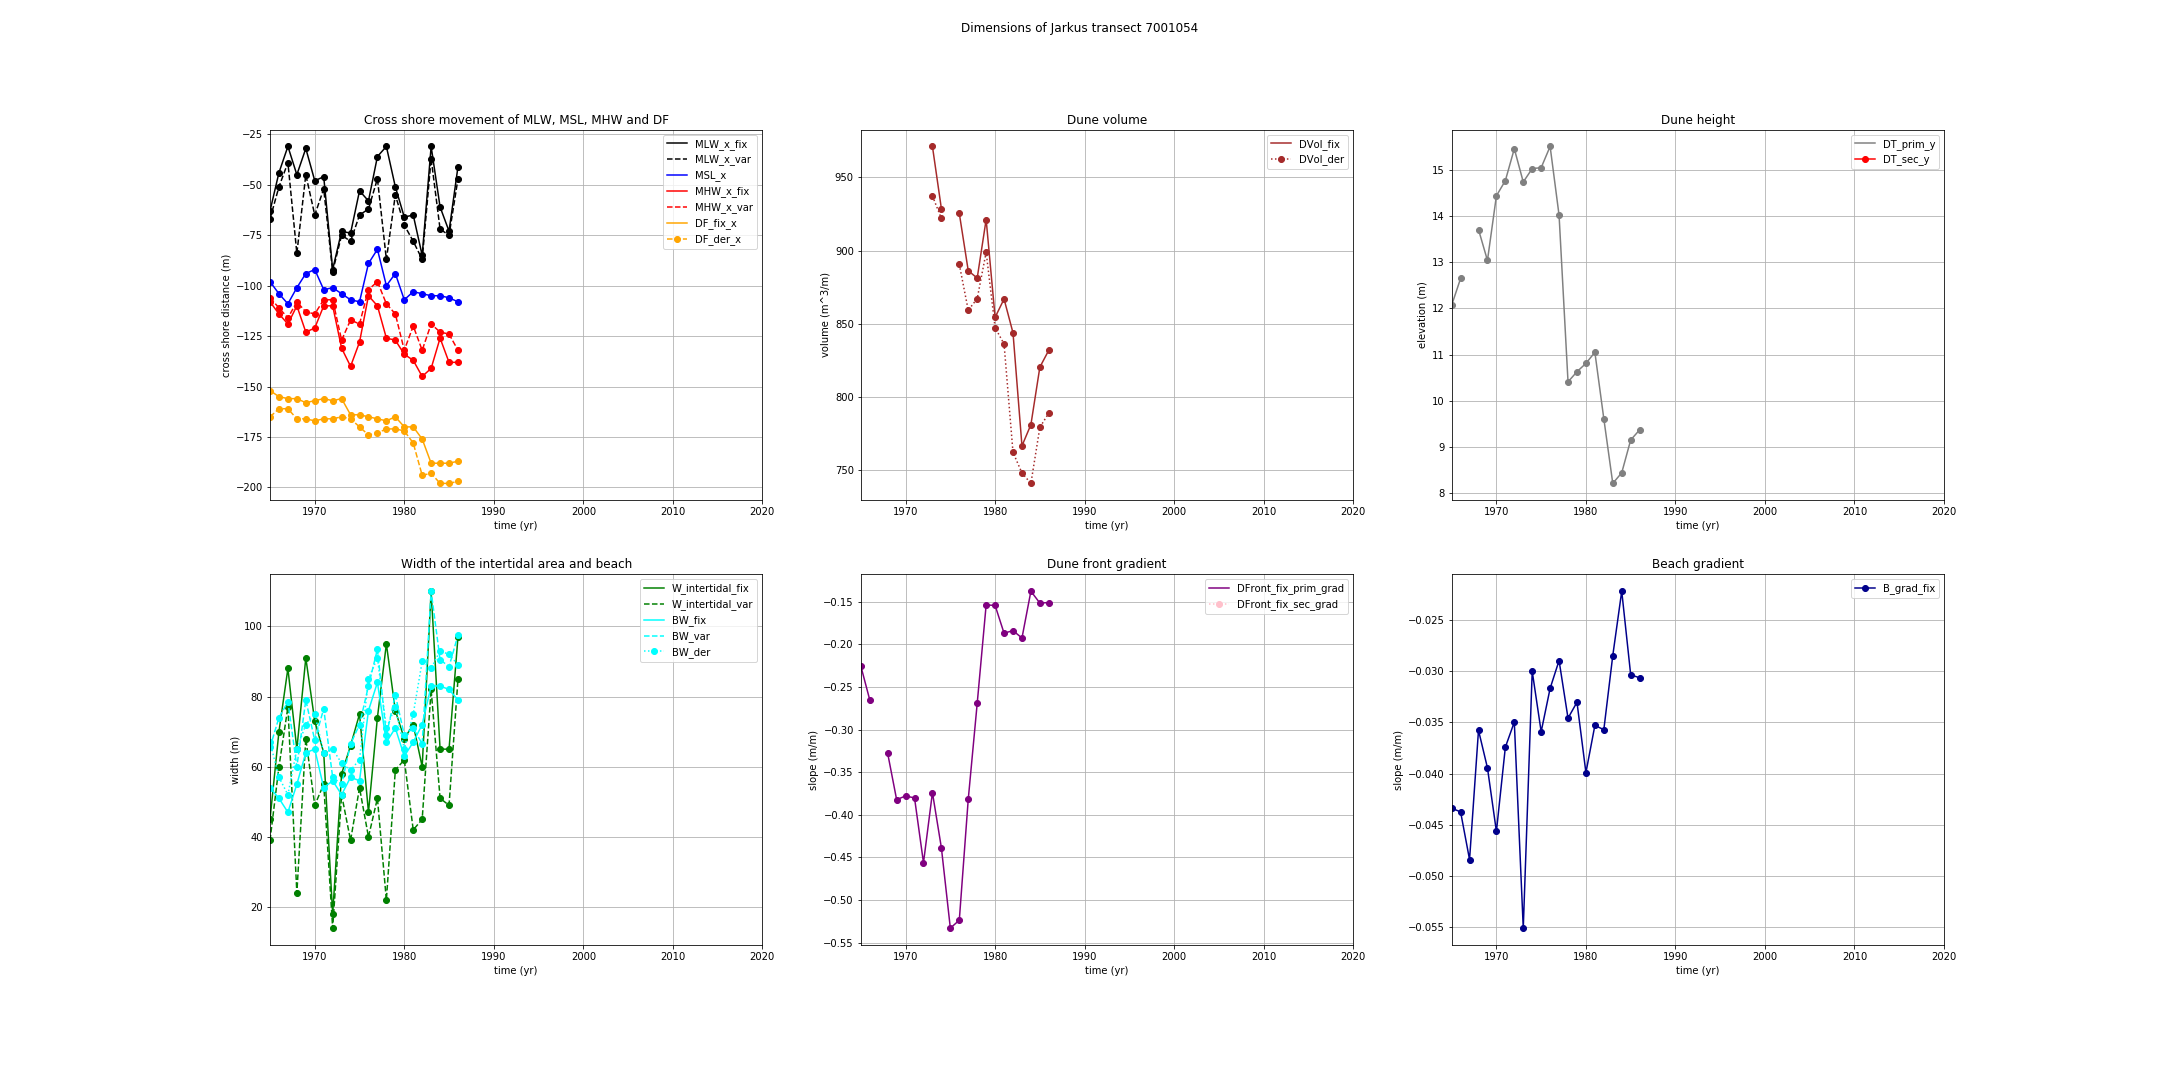 Dimensions of Jarkus transect 7001054
Cross shore movement of MLW, MSL, MHW and DF
cross shore distance (m)
−25
−50
−75
−100
−125
−150
−175
−200
MLW_x_fix
MLW_x_var
MSL_x
MHW_x_fix
MHW_x_var
DF_fix_x
DF_der_x
1970 1980 1990 2000 2010 2020
time (yr)
Dune volume
volume (m^3/m)
950
900
850
800
750
DVol_fix
DVol_der
1970 1980 1990 2000 2010 2020
time (yr)
Dune height
elevation (m)
15
14
13
12
11
10
9
8
DT_prim_y
DT_sec_y
1970 1980 1990 2000 2010 2020
time (yr)
Width of the intertidal area and beach
width (m)
100
80
60
40
20
W_intertidal_fix
W_intertidal_var
BW_fix
BW_var
BW_der
1970 1980 1990 2000 2010 2020
time (yr)
Dune front gradient
slope (m/m)
−0.15
−0.20
−0.25
−0.30
−0.35
−0.40
−0.45
−0.50
−0.55
DFront_fix_prim_grad
DFront_fix_sec_grad
1970 1980 1990 2000 2010 2020
time (yr)
Beach gradient
slope (m/m)
−0.025
−0.030
−0.035
−0.040
−0.045
−0.050
−0.055
B_grad_fix
1970 1980 1990 2000 2010 2020
time (yr)